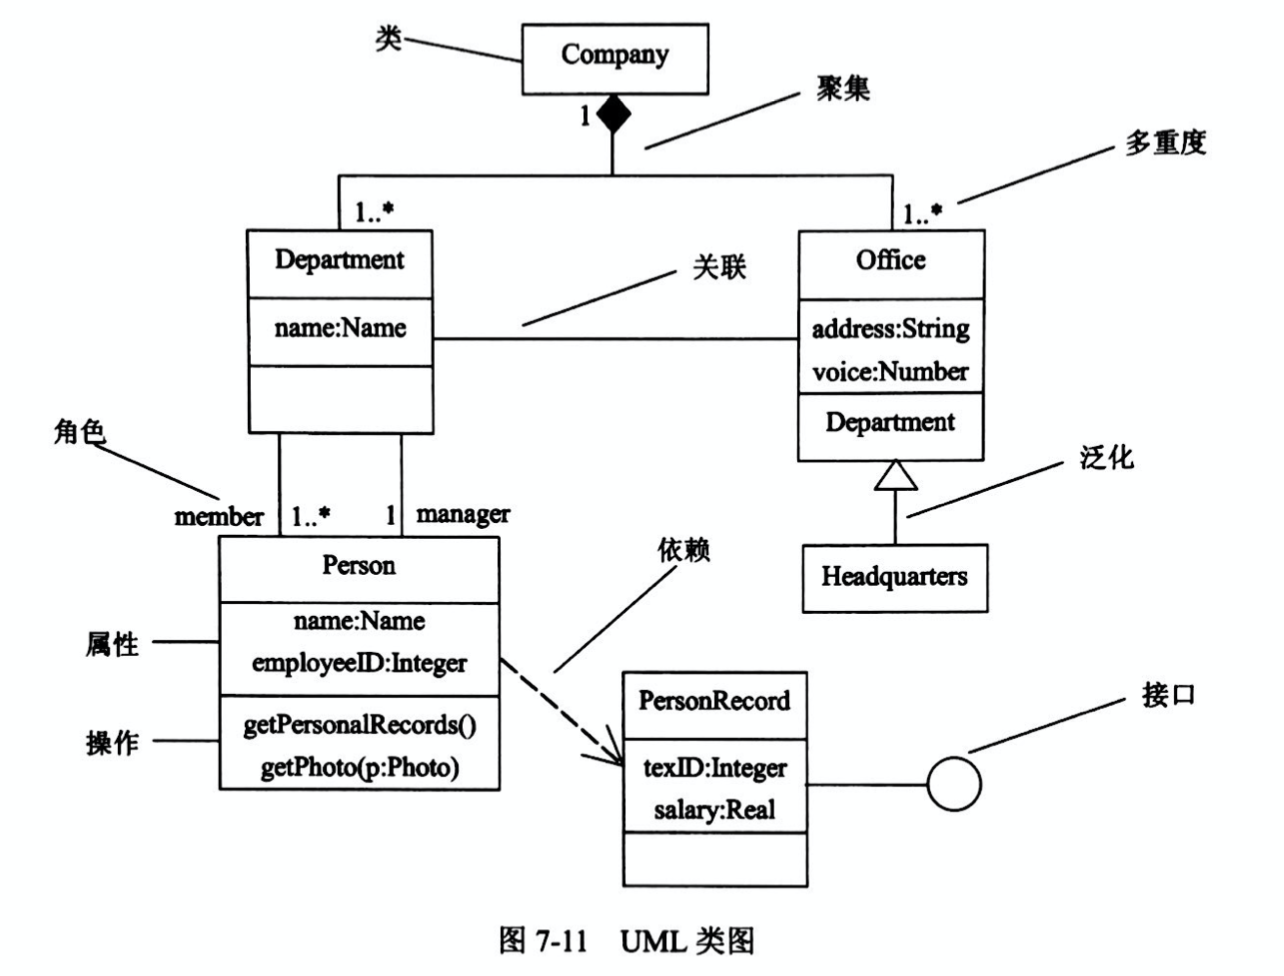 类
Company
1
聚集
多重度
1..*
1..*
Department
name:Name
关联
Office
address:String
voice:Number
Department
角色
member
1..*
1
manager
泛化
Headquarters
Person
name:Name
employeeID:Integer
getPersonalRecords()
getPhoto(p:Photo)
属性
操作
依赖
PersonRecord
texID:Integer
salary:Real
接口
图 7-11 UML 类图